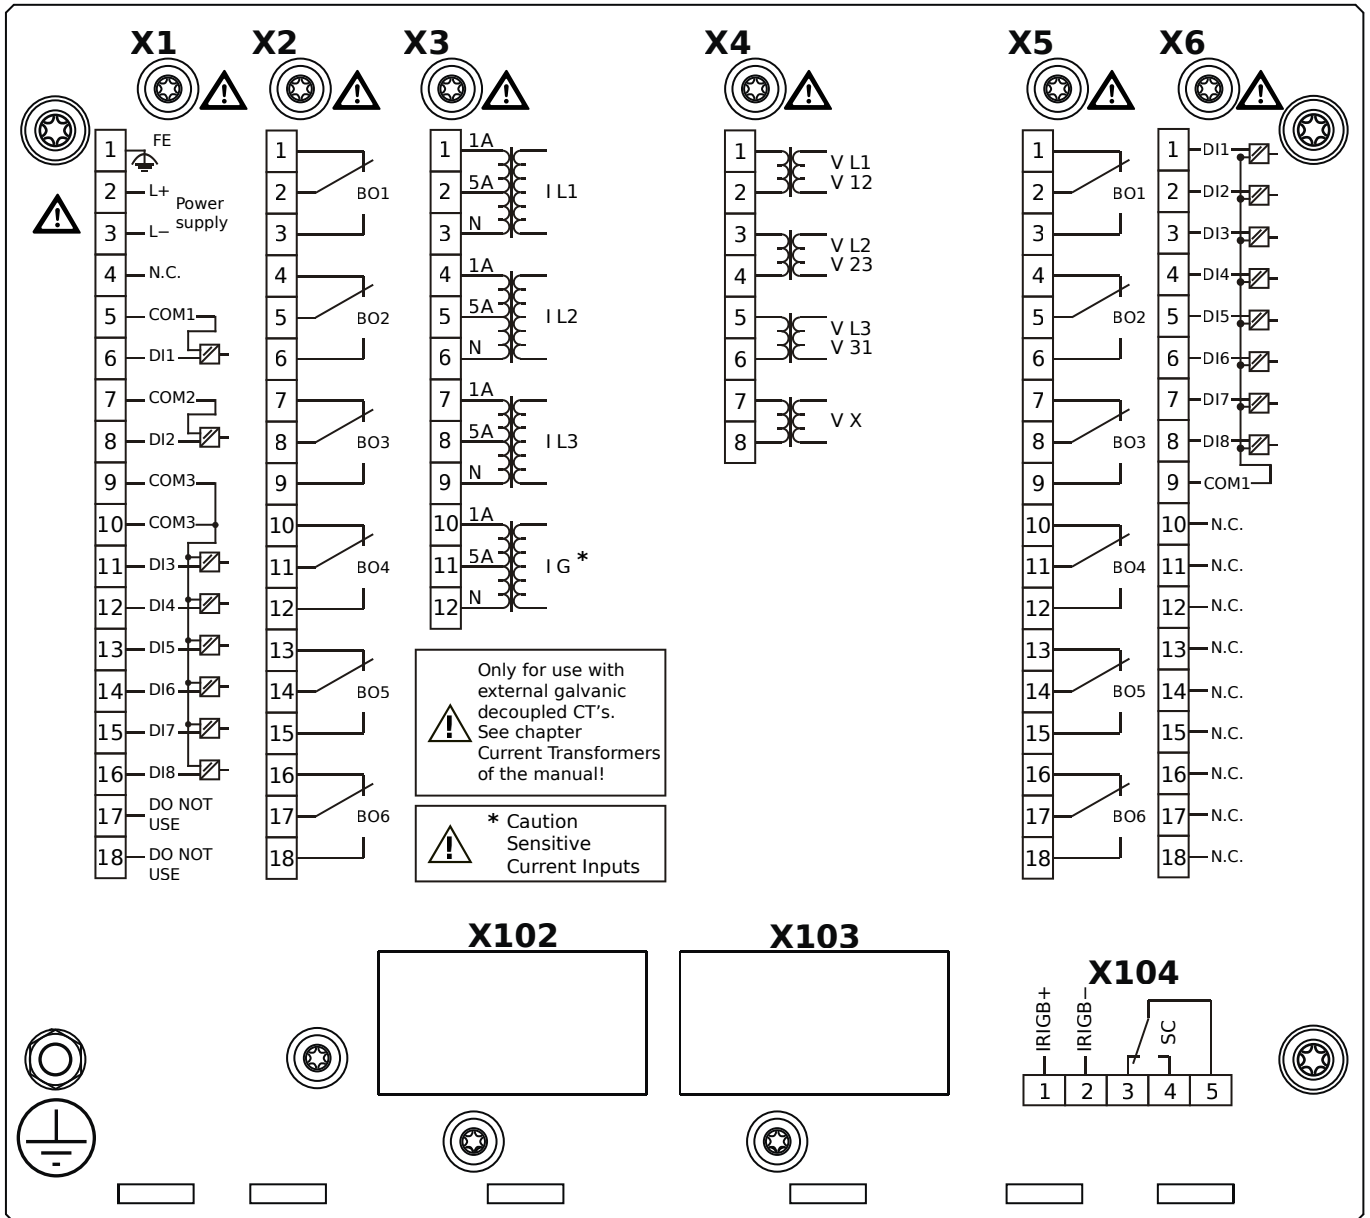 X1
X2
X3
X4
X5
X6
1
FE
2
L+
Power
supply
3
L−
4
N.C.
5
COM1
6
DI1
7
COM2
8
DI2
9
COM3
10
COM3
11
DI3
12
DI4
13
DI5
14
DI6
15
DI7
16
DI8
17
DO NOT
USE
18
DO NOT
USE
1
2
BO1
3
4
5
BO2
6
7
8
BO3
9
10
11
BO4
12
13
14
BO5
15
16
17
BO6
18
1
1A
2
5A
I L1
3
N
4
1A
5
5A
I L2
6
N
7
1A
8
5A
I L3
9
N
10
1A
11
5A
I G *
12
N
Only for use with
external galvanic
decoupled CT's.
See chapter
Current Transformers
of the manual!
* Caution
Sensitive
Current Inputs
1
2
V L1
V 12
3
4
V L2
V 23
5
6
V L3
V 31
7
8
V X
1
2
BO1
3
4
5
BO2
6
7
8
BO3
9
10
11
BO4
12
13
14
BO5
15
16
17
BO6
18
1
DI1
2
DI2
3
DI3
4
DI4
5
DI5
6
DI6
7
DI7
8
DI8
9
COM1
10
N.C.
11
N.C.
12
N.C.
13
N.C.
14
N.C.
15
N.C.
16
N.C.
17
N.C.
18
N.C.
X102
X103
X104
IRIGB+
IRIGB−
SC
1
2
3
4
5